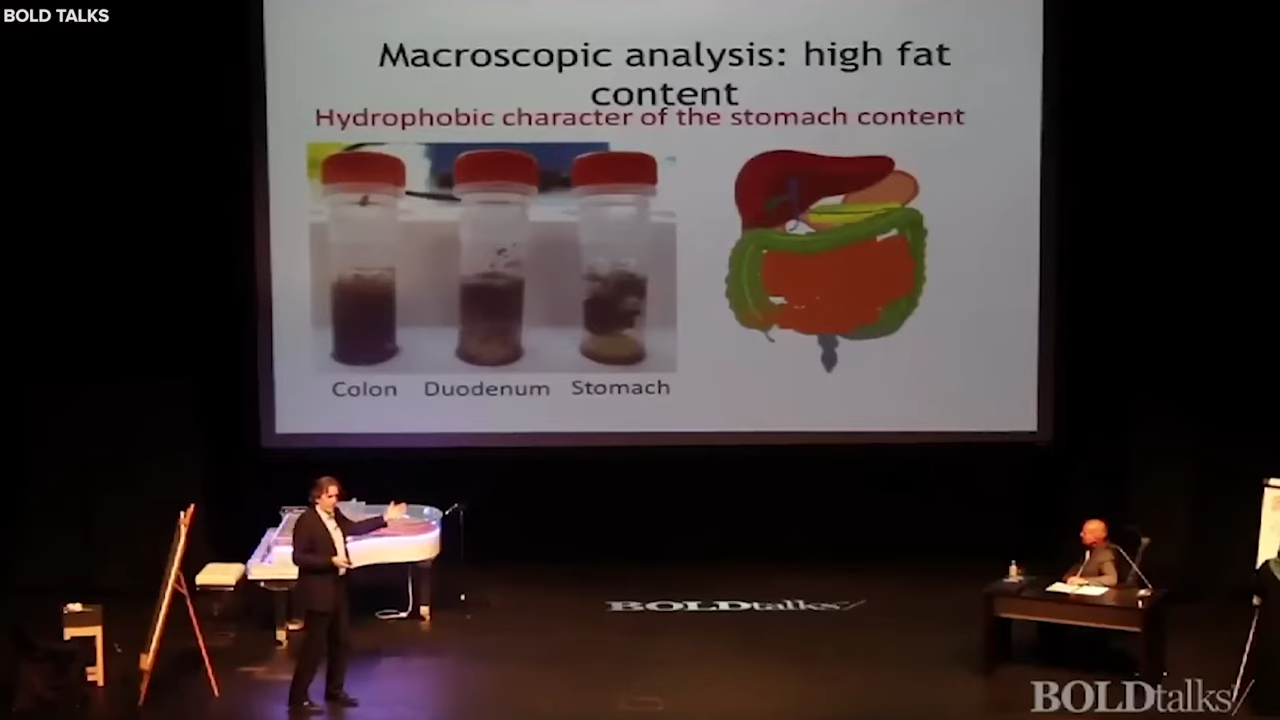 BOLD TALKS
Macroscopic analysis: high fat
content
Hydrophobic character of the stomach content
Colon Duodenum Stomach
BOLDtalks/
BOLDtalks/